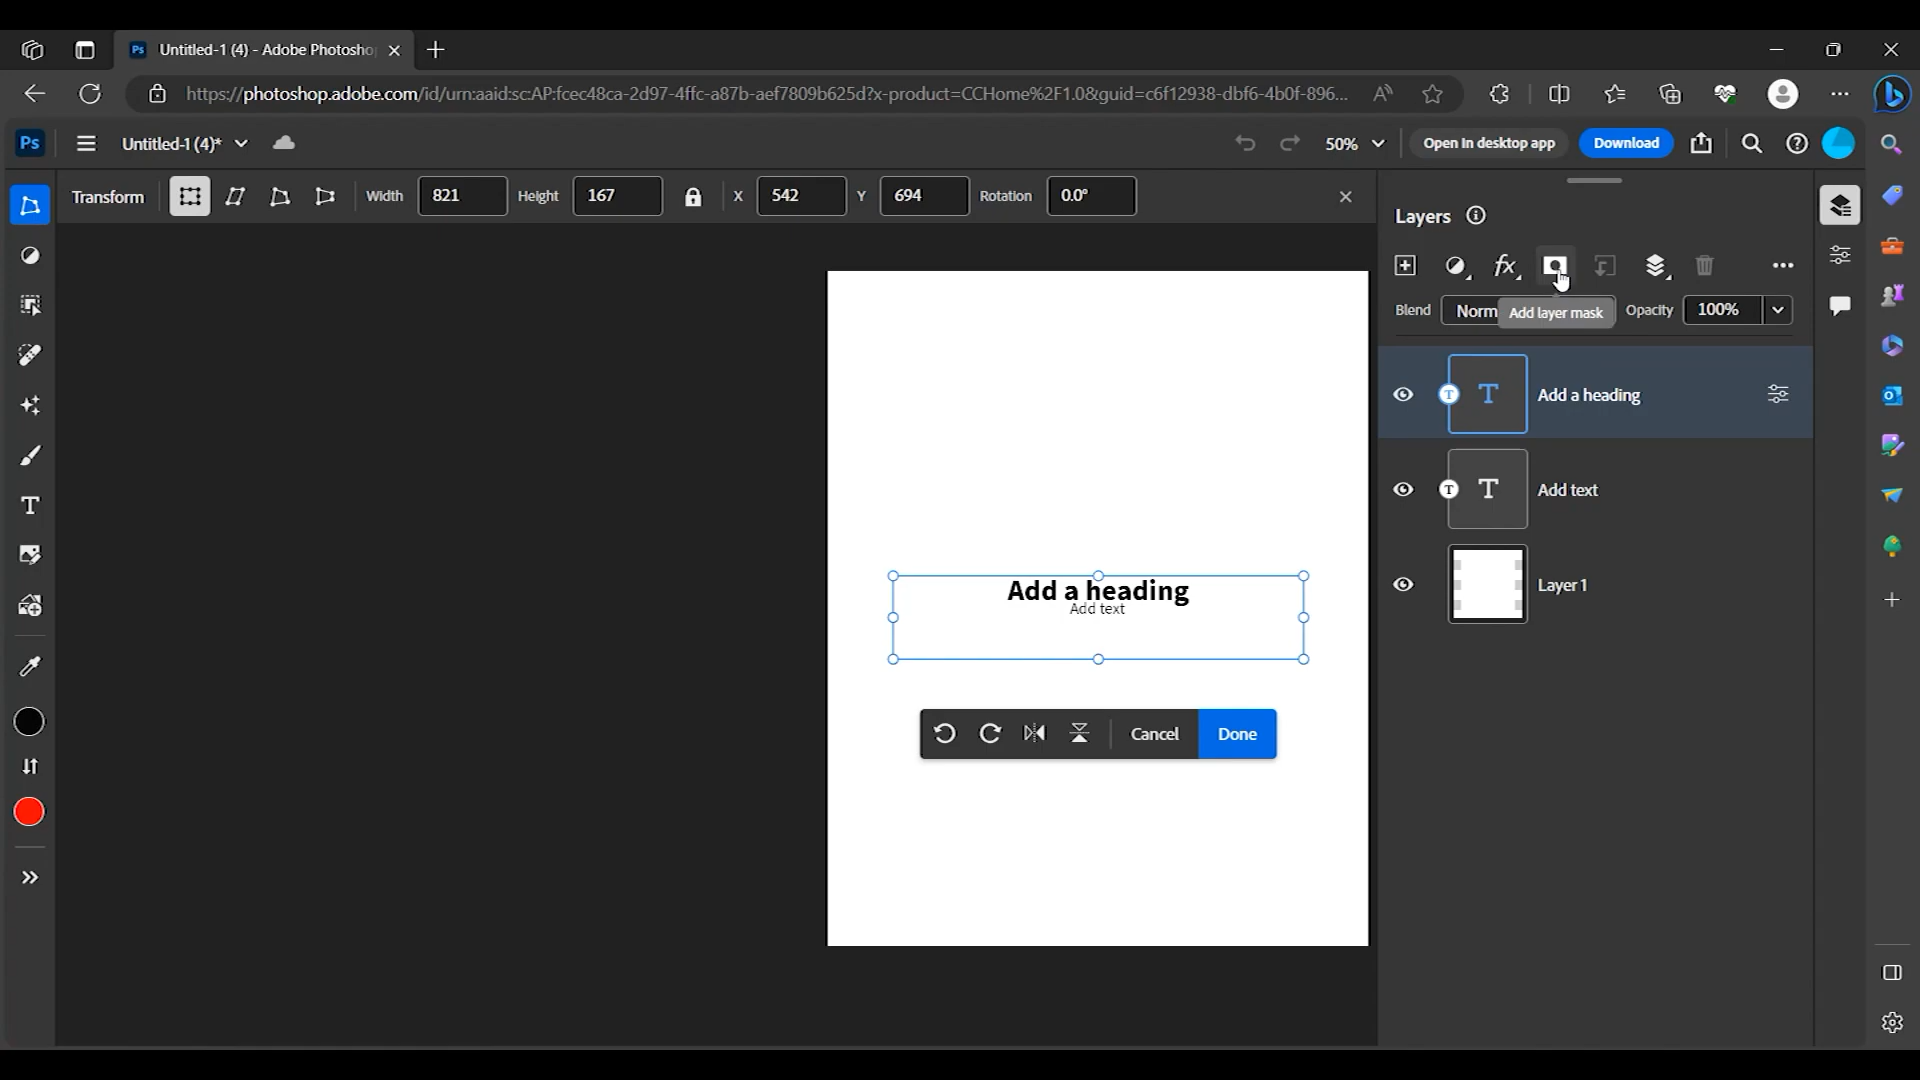 Untitled-1 (4) - Adobe Photosho
https://photoshop.adobe.com/id/urn:aaid:sc:AP:fcec48ca-2d97-4ffc-a87b-aef7809b625d?x-product=CCHome%2F1.0&guid=c6f12938-dbf6-4b0f-896...
Ps Untitled-1 (4)* 50% Open in desktop app Download
Transform Width 821 Height 167 X 542 Y 694 Rotation 0.0°
Layers
fx
Blend Norm Add layer mask Opacity 100%
T T Add a heading
T T Add text
Layer 1
Add a heading
Add text
Cancel Done